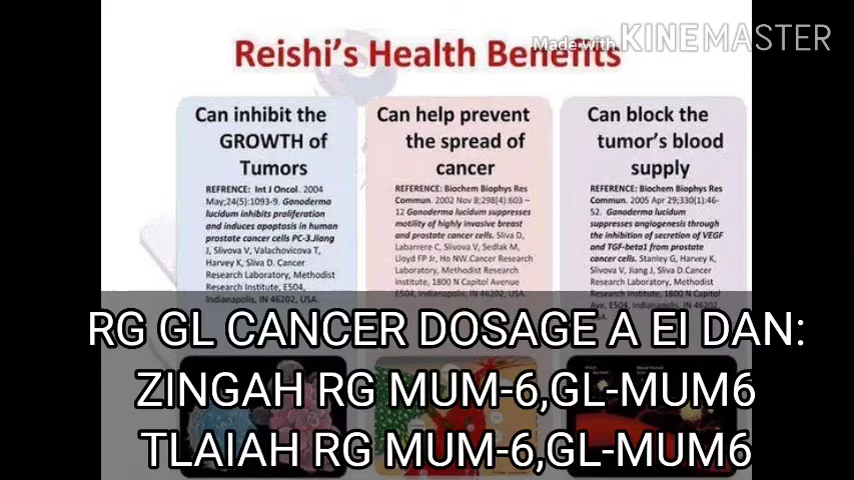 Made with KINEMASTER
Reishi's Health Benefits
Can inhibit the
GROWTH of
Tumors
REFRENCE: Int J Oncol. 2004
May;24(5):1093-9. Ganoderma
lucidum inhibits proliferation
and induces apoptosis in human
prostate cancer cells PC-3.Jiang
J, Slivova V, Valachovicova T,
Harvey K, Sliva D. Cancer
Research Laboratory, Methodist
Research Institute, E504,
Indianapolis, IN 46202, USA.
Can help prevent
the spread of
cancer
REFERENCE: Biochem Biophys Res
Commun. 2002 Nov 8;298(4):603–
12 Ganoderma lucidum suppresses
motility of highly invasive breast
and prostate cancer cells. Sliva D,
Labarrere C, Slivova V, Sedlak M,
Lloyd FP Jr, Ho NW.Cancer Research
Laboratory, Methodist Research
Institute, 1800 N Capitol Avenue
E504, Indianapolis, IN 46202, USA.
Can block the
tumor's blood
supply
REFERENCE: Biochem Biophys Res
Commun. 2005 Apr 29;330(1):46-
52. Ganoderma lucidum
suppresses angiogenesis through
the inhibition of secretion of VEGF
and TGF-beta1 from prostate
cancer cells. Stanley G, Harvey K,
Slivova V, Jiang J, Sliva D.Cancer
Research Laboratory, Methodist
Research Institute, 1800 N Capitol
Ave, E504, Indianapolis, IN 46202,
RG GL CANCER DOSAGE A EI DAN:
ZINGAH RG MUM-6,GL-MUM6
TLAIAH RG MUM-6,GL-MUM6